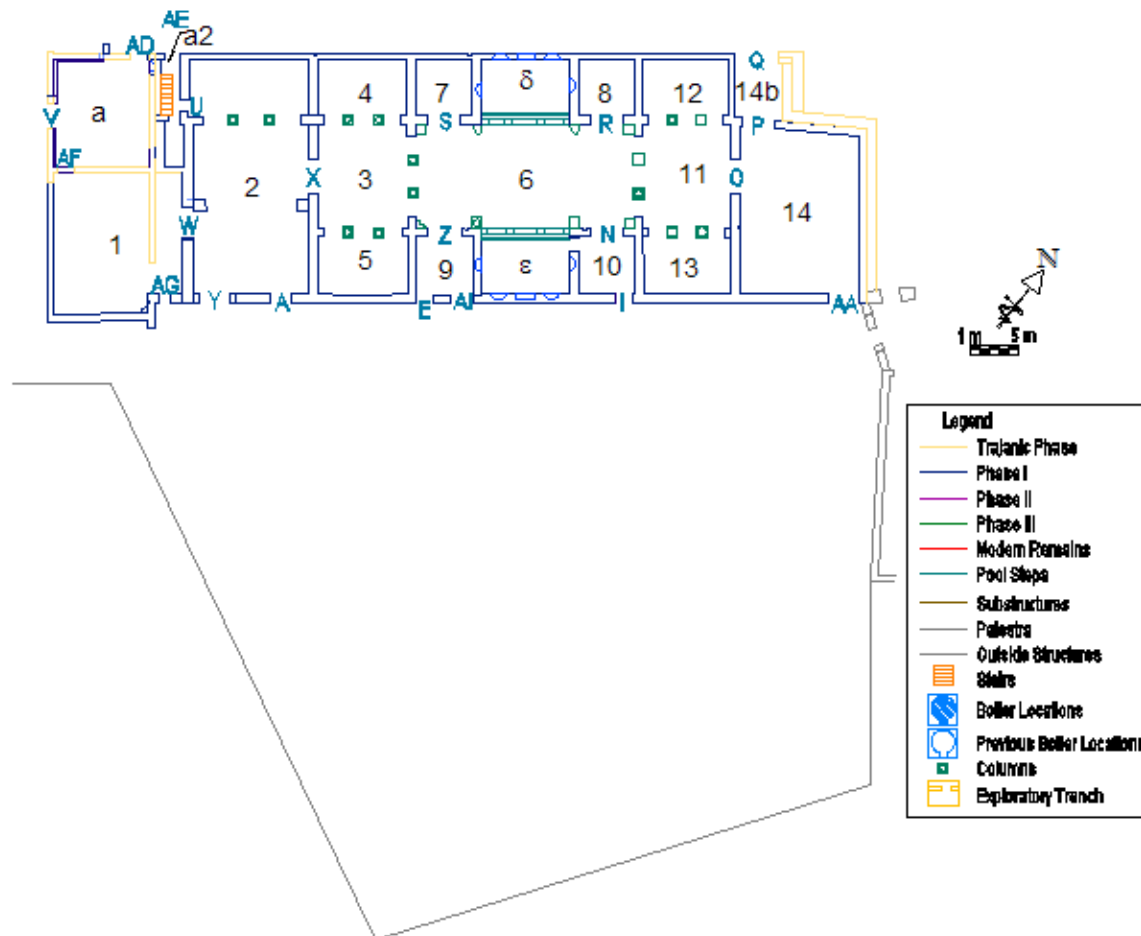 AE
a2
AD
Q
4
7
δ
8
12
14b
U
V
a
S
R
P
AF
2
X
3
6
11
O
14
1
W
Z
N
5
9
ε
10
13
AG
Y
A
E
AJ
I
AA
N
1 m 5 m
Legend
Trajanic Phase
Phase I
Phase II
Phase III
Modern Remains
Pool Steps
Substructures
Palestra
Outside Structures
Stairs
Boiler Locations
Previous Boiler Locations
Columns
Exploratory Trench